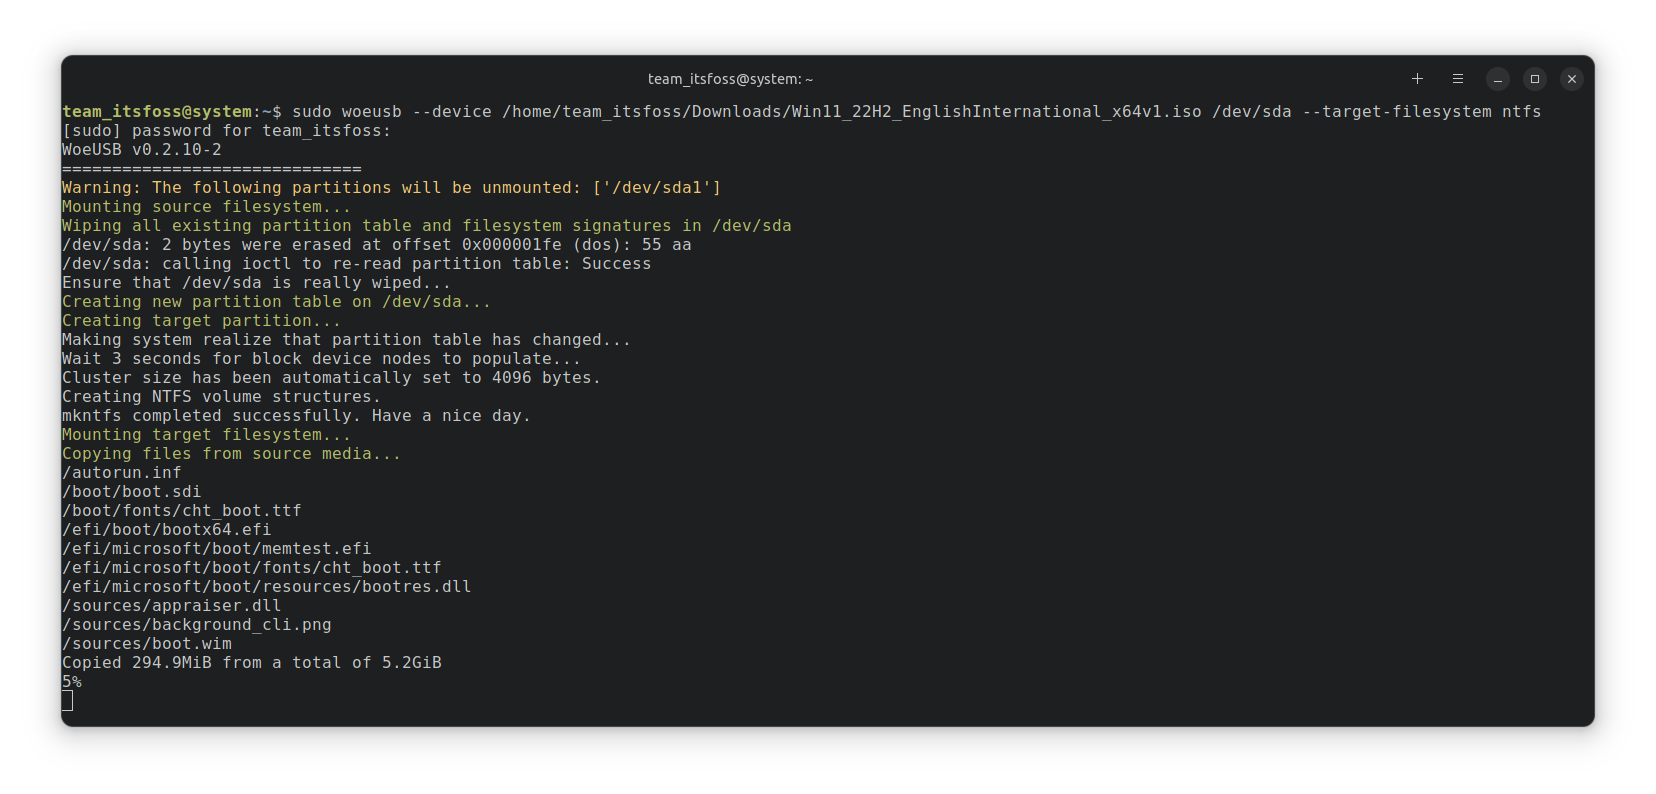 team_itsfoss@system: ~
team_itsfoss@system:~$ sudo woeusb --device /home/team_itsfoss/Downloads/Win11_22H2_EnglishInternational_x64v1.iso /dev/sda --target-filesystem ntfs
[sudo] password for team_itsfoss:
WoeUSB v0.2.10-2
==============================
Warning: The following partitions will be unmounted: ['/dev/sda1']
Mounting source filesystem...
Wiping all existing partition table and filesystem signatures in /dev/sda
/dev/sda: 2 bytes were erased at offset 0x000001fe (dos): 55 aa
/dev/sda: calling ioctl to re-read partition table: Success
Ensure that /dev/sda is really wiped...
Creating new partition table on /dev/sda...
Creating target partition...
Making system realize that partition table has changed...
Wait 3 seconds for block device nodes to populate...
Cluster size has been automatically set to 4096 bytes.
Creating NTFS volume structures.
mkntfs completed successfully. Have a nice day.
Mounting target filesystem...
Copying files from source media...
/autorun.inf
/boot/boot.sdi
/boot/fonts/cht_boot.ttf
/efi/boot/bootx64.efi
/efi/microsoft/boot/memtest.efi
/efi/microsoft/boot/fonts/cht_boot.ttf
/efi/microsoft/boot/resources/bootres.dll
/sources/appraiser.dll
/sources/background_cli.png
/sources/boot.wim
Copied 294.9MiB from a total of 5.2GiB
5%